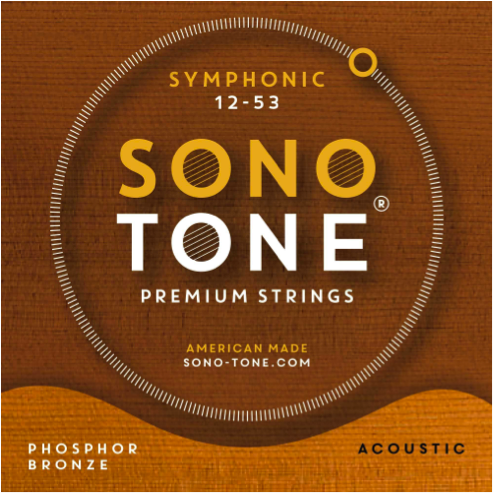 SYMPHONIC
12-53
SONO
TONE®
PREMIUM STRINGS
AMERICAN MADE
SONO-TONE.COM
PHOSPHOR
BRONZE
ACOUSTIC